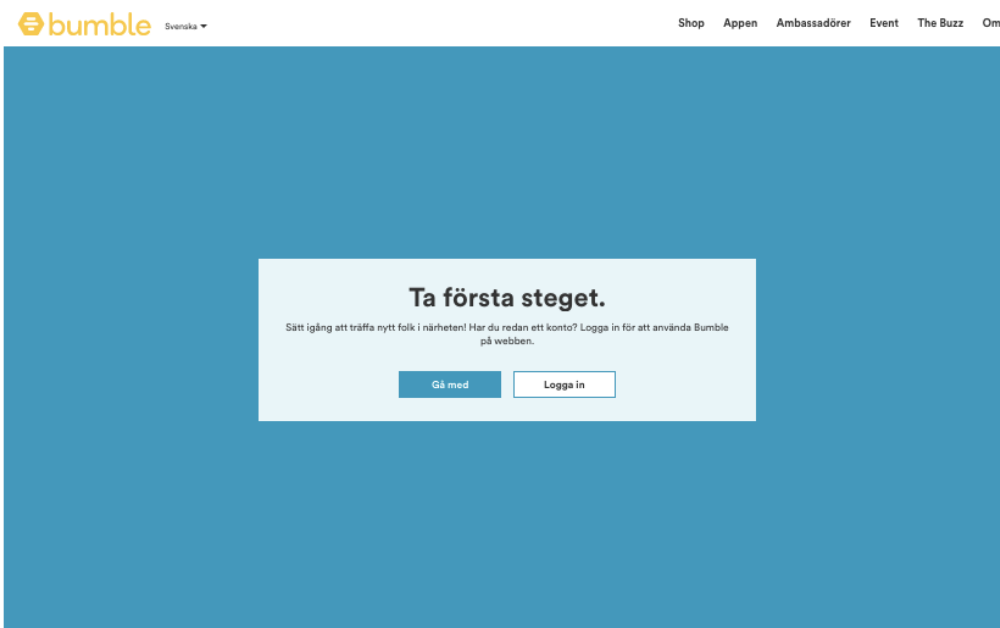 bumble
Svenska
Shop Appen Ambassadörer Event The Buzz Om
Ta första steget.
Sätt igång att träffa nytt folk i närheten! Har du redan ett konto? Logga in för att använda Bumble
på webben.
Gå med Logga in